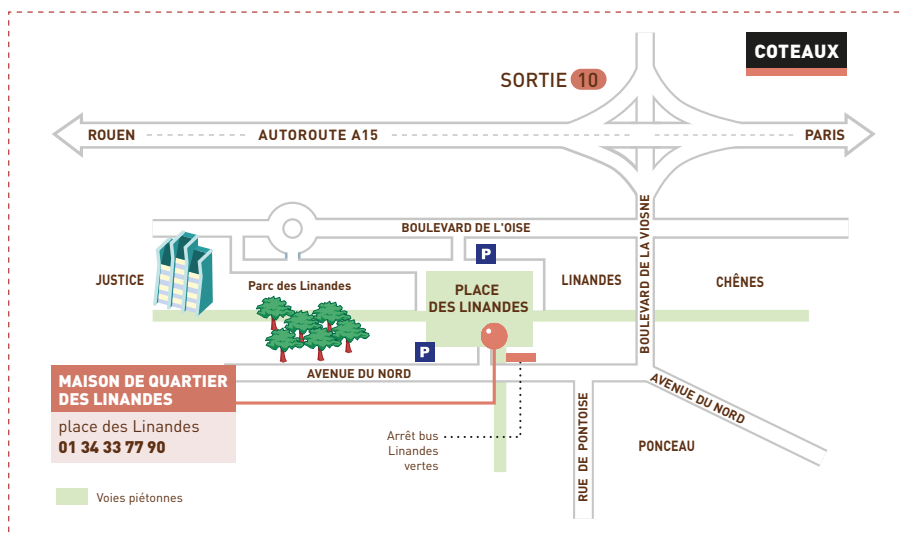 COTEAUX
SORTIE 10
ROUEN
AUTOROUTE A15
PARIS
BOULEVARD DE L'OISE
BOULEVARD DE LA VIOSNE
P
JUSTICE
Parc des Linandes
PLACE
DES LINANDES
LINANDES
CHÊNES
P
AVENUE DU NORD
AVENUE DU NORD
MAISON DE QUARTIER
DES LINANDES
place des Linandes
01 34 33 77 90
Arrêt bus
Linandes
vertes
RUE DE PONTOISE
PONCEAU
Voies piétonnes